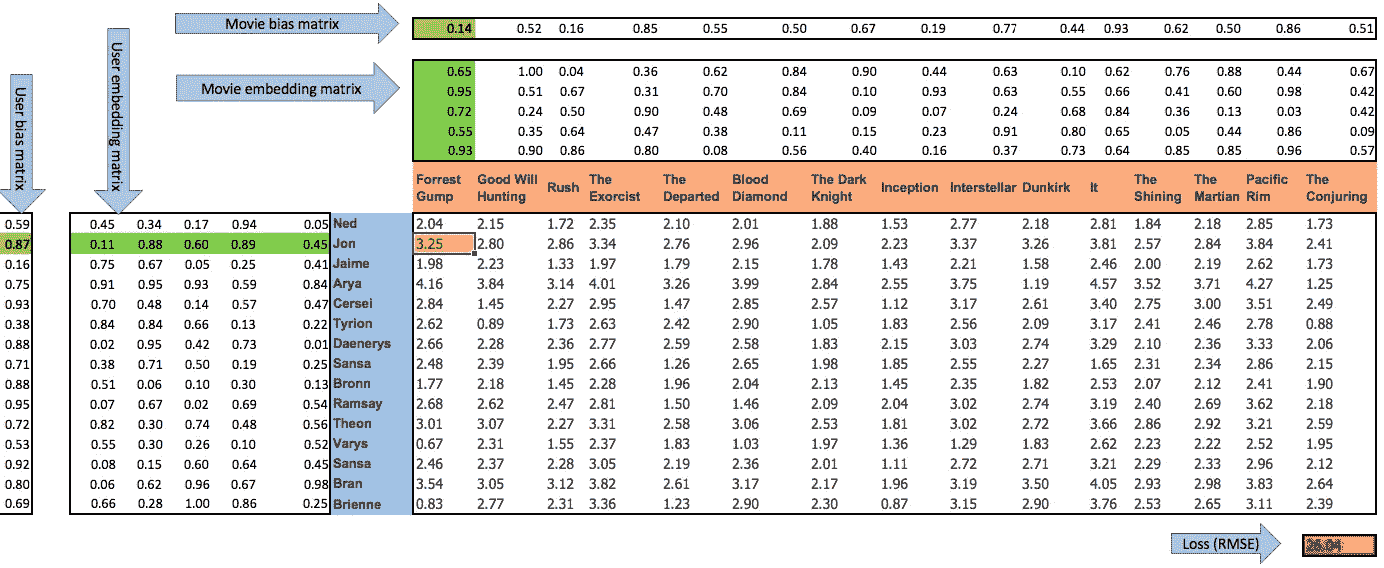 Movie bias matrix
0.14 0.52 0.16 0.85 0.55 0.50 0.67 0.19 0.77 0.44 0.93 0.62 0.50 0.86 0.51
User embedding matrix
Movie embedding matrix
0.65 1.00 0.04 0.36 0.62 0.84 0.90 0.44 0.63 0.10 0.62 0.76 0.88 0.44 0.67
0.95 0.51 0.67 0.31 0.70 0.84 0.10 0.93 0.63 0.55 0.66 0.41 0.60 0.98 0.42
0.72 0.24 0.50 0.90 0.48 0.69 0.09 0.07 0.24 0.68 0.84 0.36 0.13 0.03 0.42
0.55 0.35 0.64 0.47 0.38 0.11 0.15 0.23 0.91 0.80 0.65 0.05 0.44 0.86 0.09
0.93 0.90 0.86 0.80 0.08 0.56 0.40 0.16 0.37 0.73 0.64 0.85 0.85 0.96 0.57
User bias matrix
Forrest Gump Good Will Hunting Rush The Exorcist The Departed Blood Diamond The Dark Knight Inception Interstellar Dunkirk It The Shining The Martian Pacific Rim The Conjuring
0.59 0.45 0.34 0.17 0.94 0.05 Ned 2.04 2.15 1.72 2.35 2.10 2.01 1.88 1.53 2.77 2.18 2.81 1.84 2.18 2.85 1.73
0.87 0.11 0.88 0.60 0.89 0.45 Jon 3.25 2.80 2.86 3.34 2.76 2.96 2.09 2.23 3.37 3.26 3.81 2.57 2.84 3.84 2.41
0.16 0.75 0.67 0.05 0.25 0.41 Jaime 1.98 2.23 1.33 1.97 1.79 2.15 1.78 1.43 2.21 1.58 2.46 2.00 2.19 2.62 1.73
0.75 0.91 0.95 0.93 0.59 0.84 Arya 4.16 3.84 3.14 4.01 3.26 3.99 2.84 2.55 3.75 1.19 4.57 3.52 3.71 4.27 1.25
0.93 0.70 0.48 0.14 0.57 0.47 Cersei 2.84 1.45 2.27 2.95 1.47 2.85 2.57 1.12 3.17 2.61 3.40 2.75 3.00 3.51 2.49
0.38 0.84 0.84 0.66 0.13 0.22 Tyrion 2.62 0.89 1.73 2.63 2.42 2.90 1.05 1.83 2.56 2.09 3.17 2.41 2.46 2.78 0.88
0.88 0.02 0.95 0.42 0.73 0.01 Daenerys 2.66 2.28 2.36 2.77 2.59 2.58 1.83 2.15 3.03 2.74 3.29 2.10 2.36 3.33 2.06
0.71 0.38 0.71 0.50 0.19 0.25 Sansa 2.48 2.39 1.95 2.66 1.26 2.65 1.98 1.85 2.55 2.27 1.65 2.31 2.34 2.86 2.15
0.88 0.51 0.06 0.10 0.30 0.13 Bronn 1.77 2.18 1.45 2.28 1.96 2.04 2.13 1.45 2.35 1.82 2.53 2.07 2.12 2.41 1.90
0.95 0.07 0.67 0.02 0.69 0.54 Ramsay 2.68 2.62 2.47 2.81 1.50 1.46 2.09 2.04 3.02 2.74 3.19 2.40 2.69 3.62 2.18
0.72 0.82 0.30 0.74 0.48 0.56 Theon 3.01 3.07 2.27 3.31 2.58 3.06 2.53 1.81 3.02 2.72 3.66 2.86 2.92 3.21 2.59
0.53 0.55 0.30 0.26 0.10 0.52 Varys 0.67 2.31 1.55 2.37 1.83 1.03 1.97 1.36 1.29 1.83 2.62 2.23 2.22 2.52 1.95
0.92 0.08 0.15 0.60 0.64 0.45 Sansa 2.46 2.37 2.28 3.05 2.19 2.36 2.01 1.11 2.72 2.71 3.21 2.29 2.33 2.96 2.12
0.80 0.06 0.62 0.96 0.67 0.98 Bran 3.54 3.05 3.12 3.82 2.61 3.17 2.17 1.96 3.19 3.50 4.05 2.93 2.98 3.83 2.64
0.69 0.66 0.28 1.00 0.86 0.25 Brienne 0.83 2.77 2.31 3.36 1.23 2.90 2.30 0.87 3.15 2.90 3.76 2.53 2.65 3.11 2.39
Loss (RMSE)